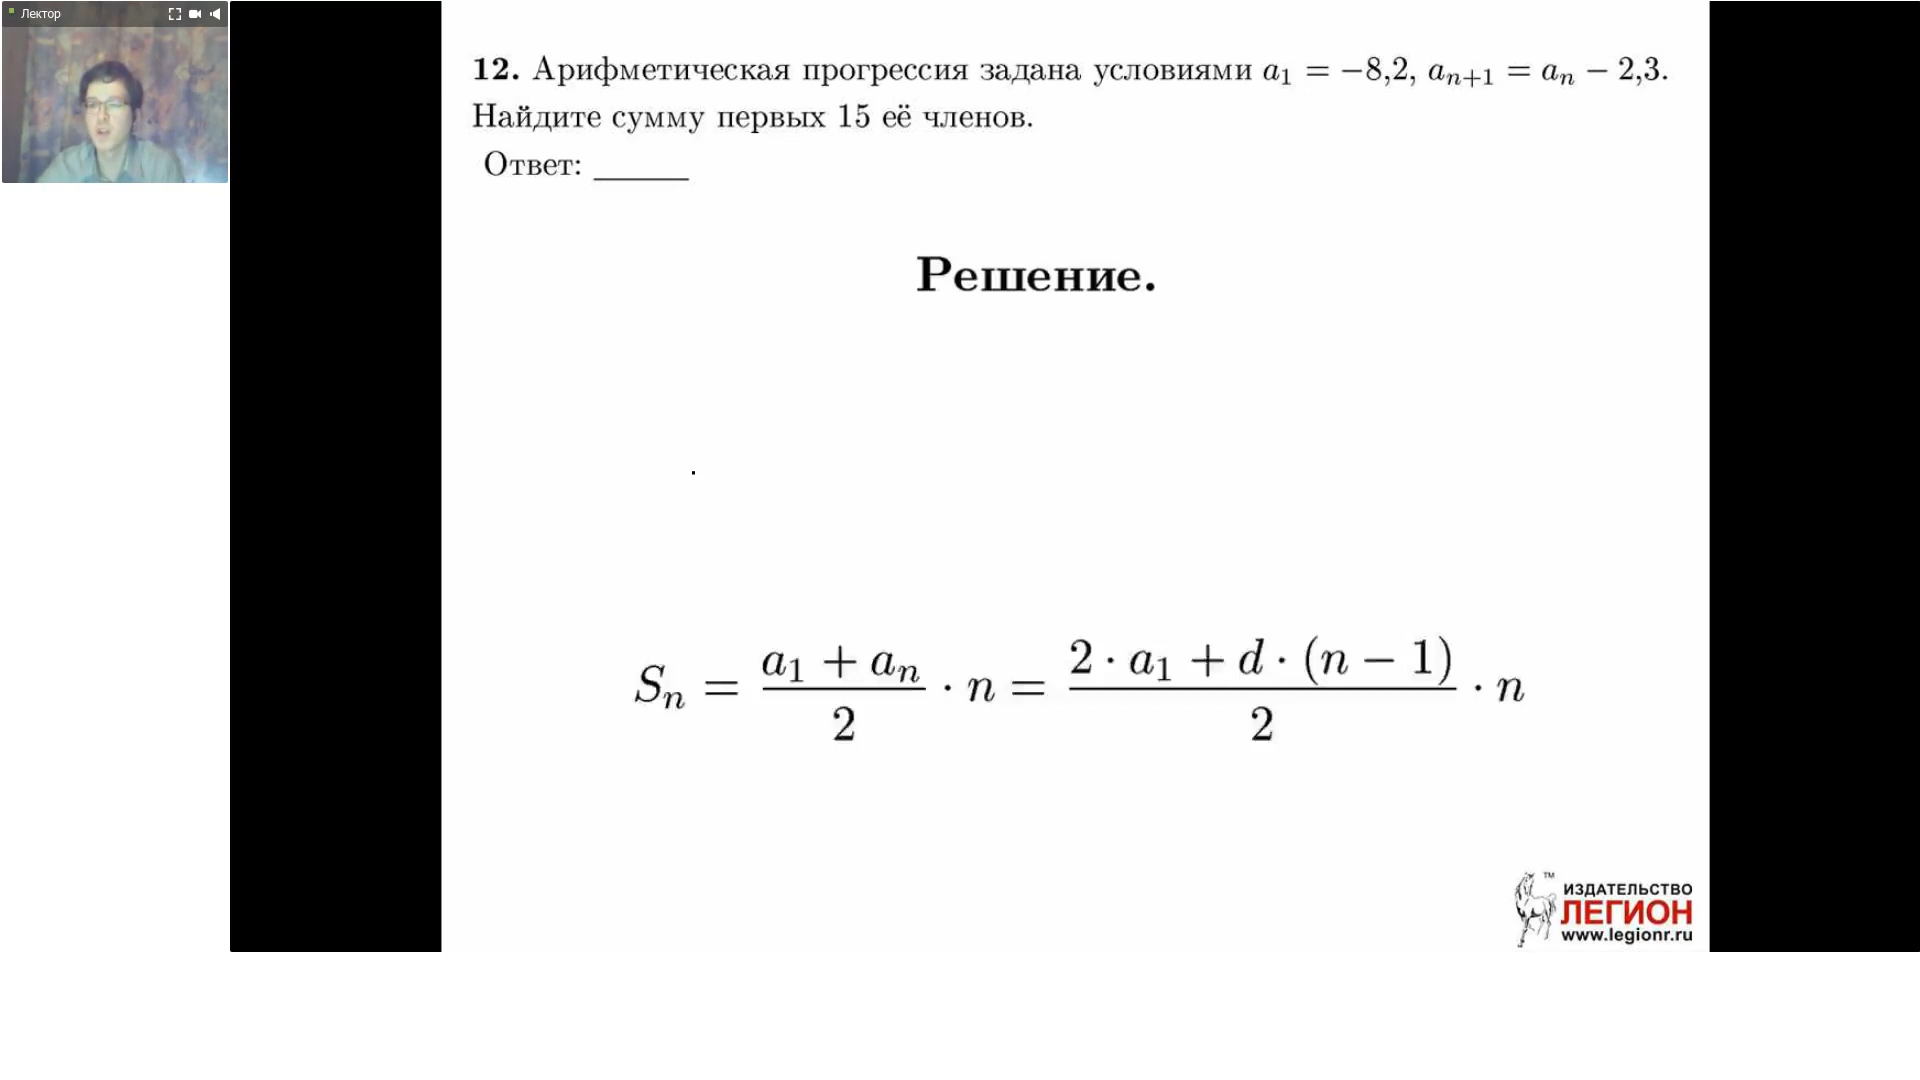 Лектор
12. Арифметическая прогрессия задана условиями a₁ = −8,2, aₙ₊₁ = aₙ − 2,3.
Найдите сумму первых 15 её членов.
Ответ: ______
Решение.
Sₙ = (a₁ + aₙ)/2 · n = (2 · a₁ + d · (n − 1))/2 · n
TM
ИЗДАТЕЛЬСТВО
ЛЕГИОН
www.legionr.ru